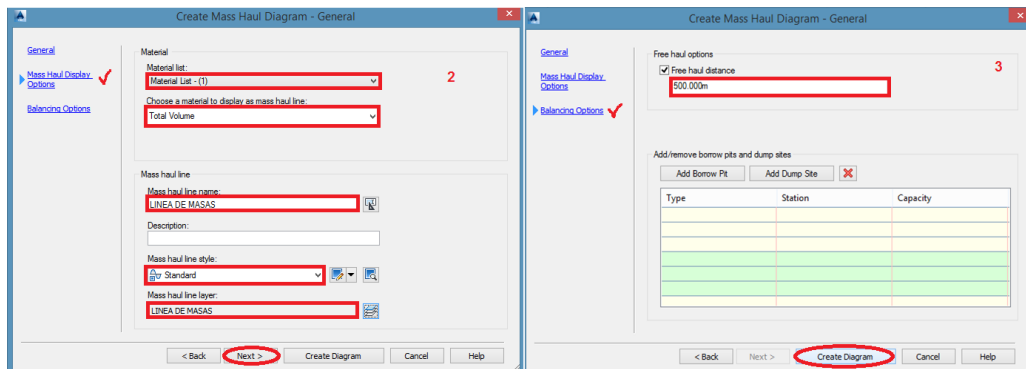 Create Mass Haul Diagram - General
General
Mass Haul Display
Options
Balancing Options
Material
Material list:
Material List - (1)
2
Choose a material to display as mass haul line:
Total Volume
Mass haul line
Mass haul line name:
LINEA DE MASAS
Description:
Mass haul line style:
Standard
Mass haul line layer:
LINEA DE MASAS
< Back
Next >
Create Diagram
Cancel
Help
Create Mass Haul Diagram - General
General
Mass Haul Display
Options
Balancing Options
Free haul options
3
Free haul distance
500.000m
Add/remove borrow pits and dump sites
Add Borrow Pit
Add Dump Site
Type
Station
Capacity
< Back
Next >
Create Diagram
Cancel
Help